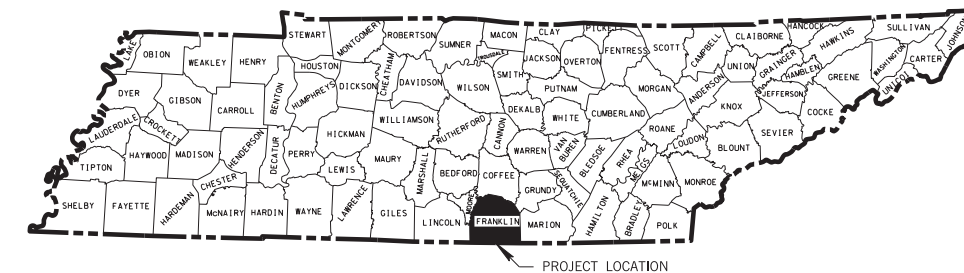 LAKE
OBION
WEAKLEY
HENRY
STEWART
MONTGOMERY
ROBERTSON
SUMNER
MACON
CLAY
PICKET
FENTRESS
SCOTT
CAMPBELL
CLAIBORNE
HANCOCK
HAWKINS
SULLIVAN
JOHNSON
WASHINGTON
CARTER
UNICOI
GREENE
HAMBLEN
GRAINGER
UNION
ANDERSON
MORGAN
OVERTON
JACKSON
TROUSDALE
SMITH
WILSON
DAVIDSON
CHEATHAM
DICKSON
HOUSTON
HUMPHREYS
BENTON
CARROLL
GIBSON
DYER
LAUDERDALE
CROCKET
HAYWOOD
MADISON
HENDERSON
DECATUR
PERRY
HICKMAN
WILLIAMSON
RUTHERFORD
CANNON
DEKALB
PUTNAM
WHITE
CUMBERLAND
ROANE
KNOX
JEFFERSON
COCKE
SEVIER
BLOUNT
LOUDON
MONROE
McMINN
MEIGS
RHEA
BLEDSOE
VAN
BUREN
WARREN
COFFEE
BEDFORD
MARSHALL
MAURY
LEWIS
CHESTER
TIPTON
SHELBY
FAYETTE
HARDEMAN
McNAIRY
HARDIN
WAYNE
LAWRENCE
GILES
LINCOLN
MOORE
FRANKLIN
GRUNDY
SEQUATCHIE
MARION
HAMILTON
BRADLEY
POLK
PROJECT LOCATION